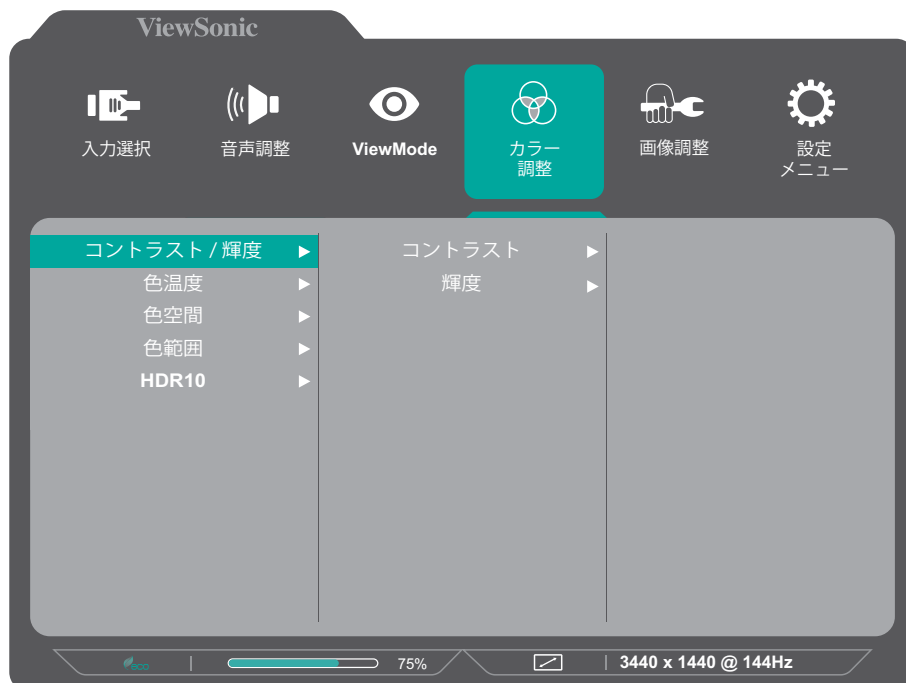 ViewSonic
入力選択
音声調整
ViewMode
カラー
調整
画像調整
設定
メニュー
コントラスト / 輝度
色温度
色空間
色範囲
HDR10
コントラスト
輝度
eco
75%
3440 x 1440 @ 144Hz